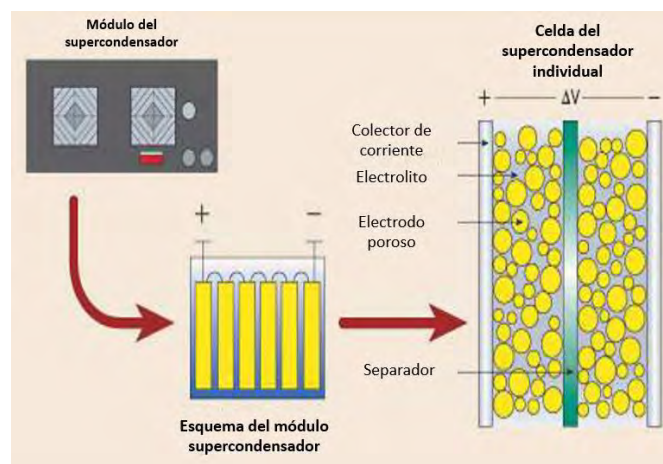 Módulo del
supercondensador
Celda del
supercondensador
individual
+ ΔV −
Colector de
corriente
Electrolito
Electrodo
poroso
+ −
Separador
Esquema del módulo
supercondensador